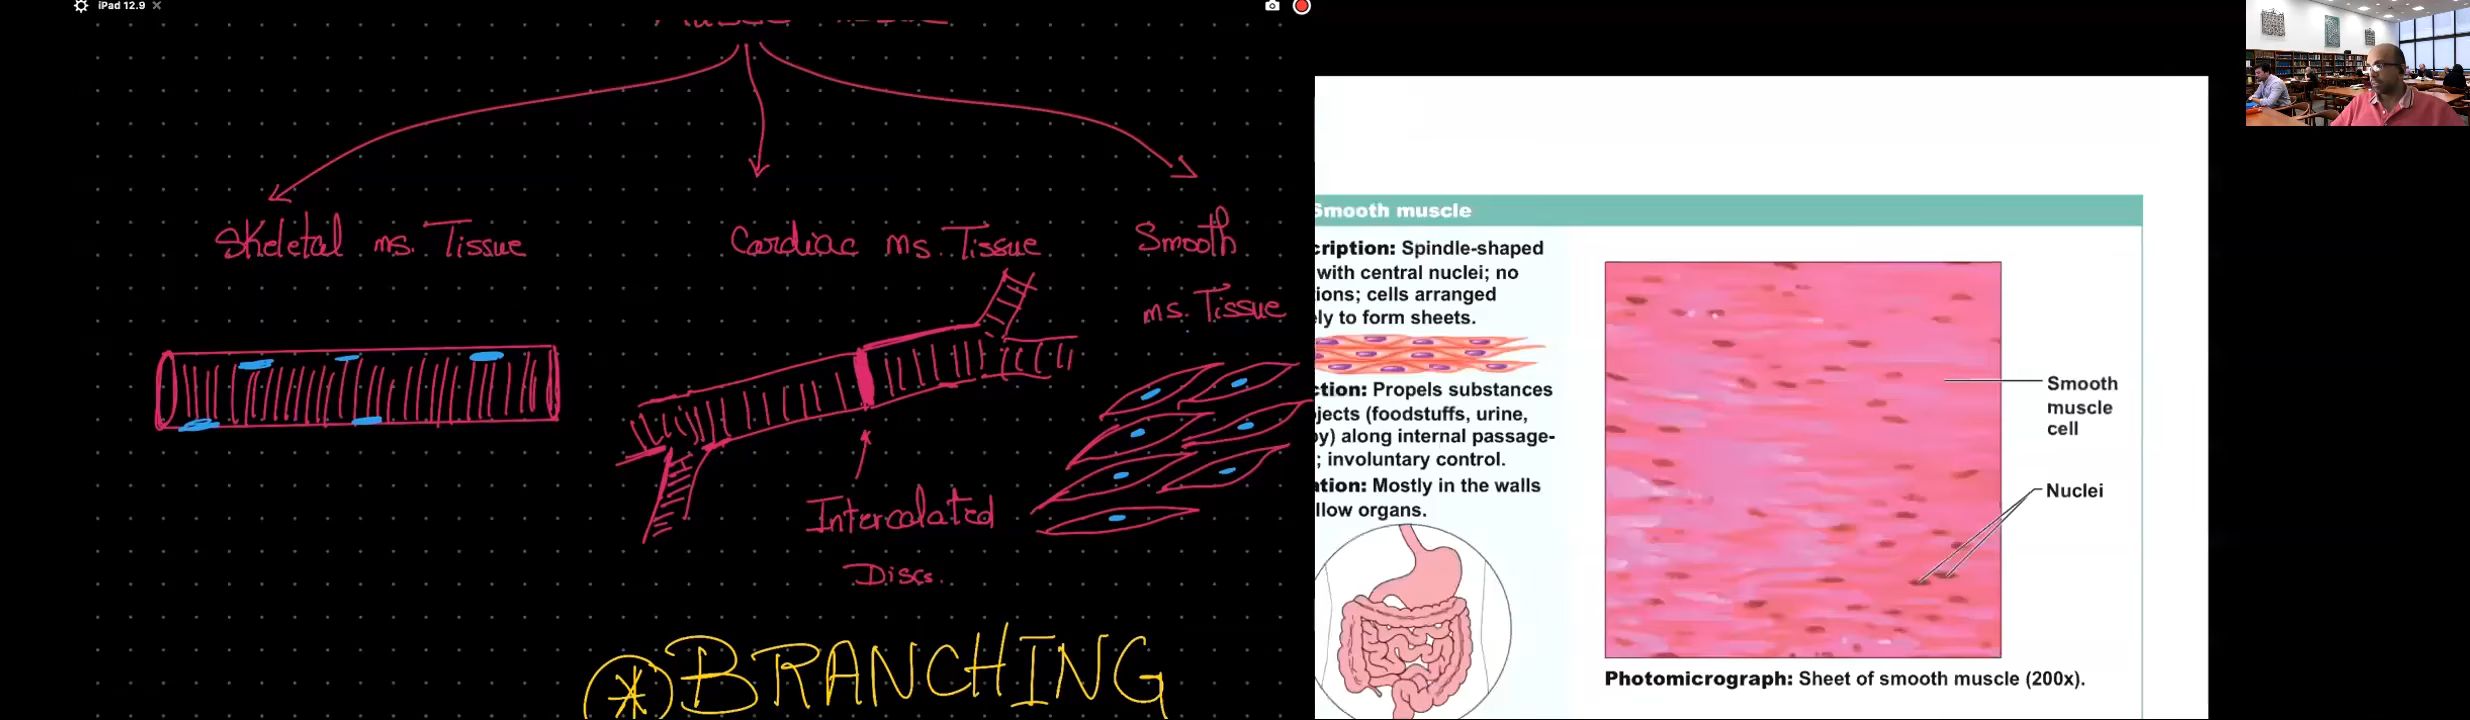 iPad 12.9
Skeletal ms. Tissue
Cardiac ms. Tissue
Smooth
ms. Tissue
Intercalated
Discs.
BRANCHING
Smooth muscle
cription: Spindle-shaped
with central nuclei; no
ions; cells arranged
ly to form sheets.
ction: Propels substances
jects (foodstuffs, urine,
y) along internal passage-
; involuntary control.
ation: Mostly in the walls
llow organs.
Smooth
muscle
cell
Nuclei
Photomicrograph: Sheet of smooth muscle (200x).